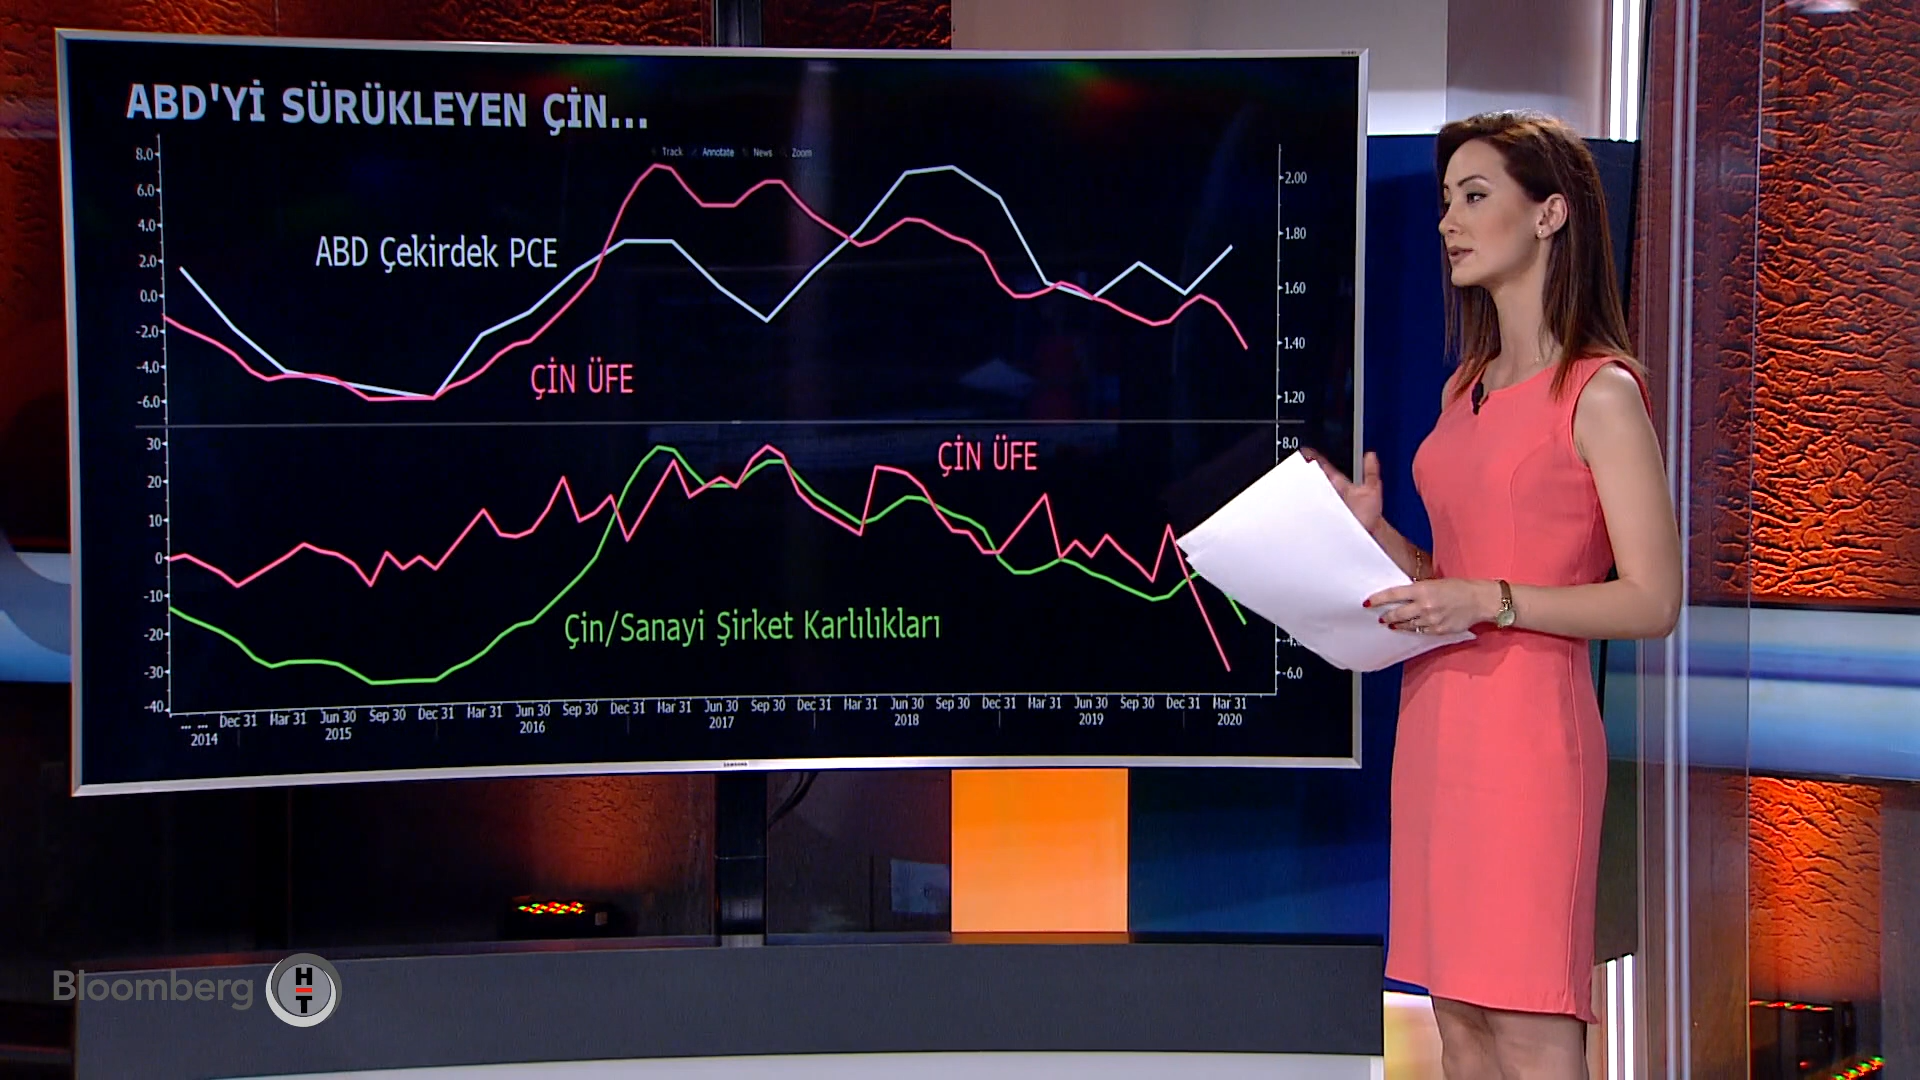 ABD'Yİ SÜRÜKLEYEN ÇİN...
Track Annotate News Zoom
8.0
6.0
4.0
2.0
0.0
-2.0
-4.0
-6.0
2.00
1.80
1.60
1.40
1.20
ABD Çekirdek PCE
ÇİN ÜFE
30
20
10
0
-10
-20
-30
-40
8.0
-4.
-6.0
ÇİN ÜFE
Çin/Sanayi Şirket Karlılıkları
... ... Dec 31 Mar 31 Jun 30 Sep 30 Dec 31 Mar 31 Jun 30 Sep 30 Dec 31 Mar 31 Jun 30 Sep 30 Dec 31 Mar 31 Jun 30 Sep 30 Dec 31 Mar 31 Jun 30 Sep 30 Dec 31 Mar 31
2014 2015 2016 2017 2018 2019 2020
SAMSUNG
Bloomberg HT